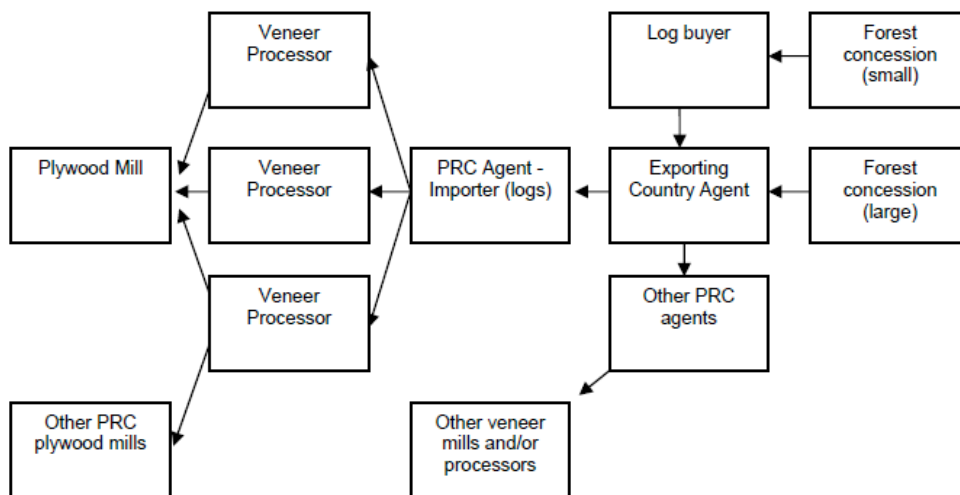 Veneer
Processor
Log buyer
Forest
concession
(small)
Plywood Mill
Veneer
Processor
PRC Agent -
Importer (logs)
Exporting
Country Agent
Forest
concession
(large)
Veneer
Processor
Other PRC
agents
Other PRC
plywood mills
Other veneer
mills and/or
processors